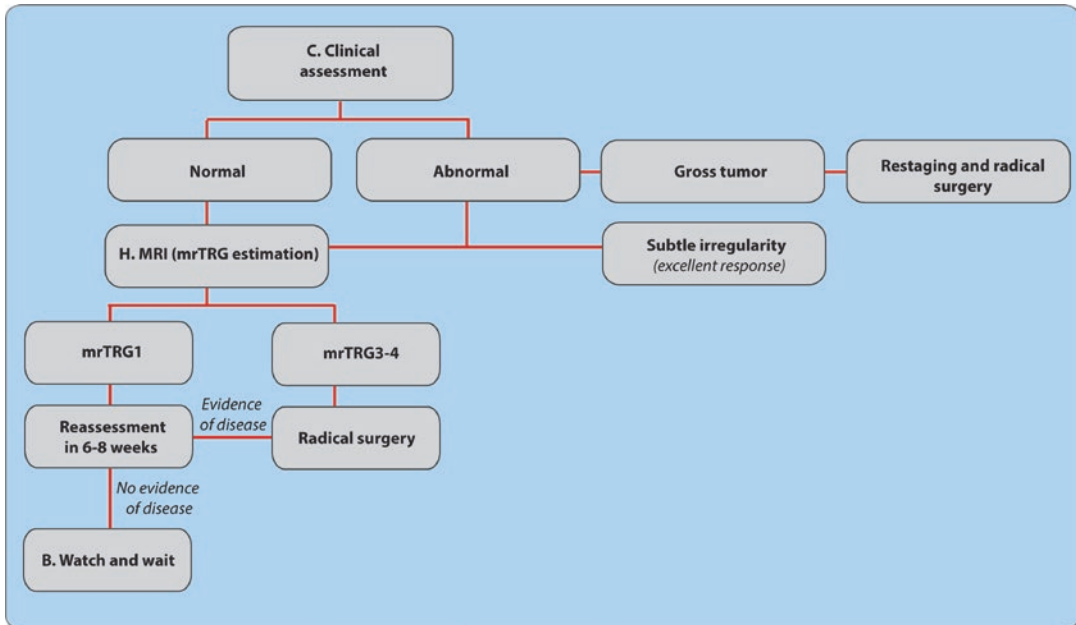 C. Clinical
assessment
Normal
Abnormal
Gross tumor
Restaging and radical
surgery
H. MRI (mrTRG estimation)
Subtle irregularity
(excellent response)
mrTRG1
mrTRG3-4
Reassessment
in 6-8 weeks
Evidence
of disease
Radical surgery
No evidence
of disease
B. Watch and wait